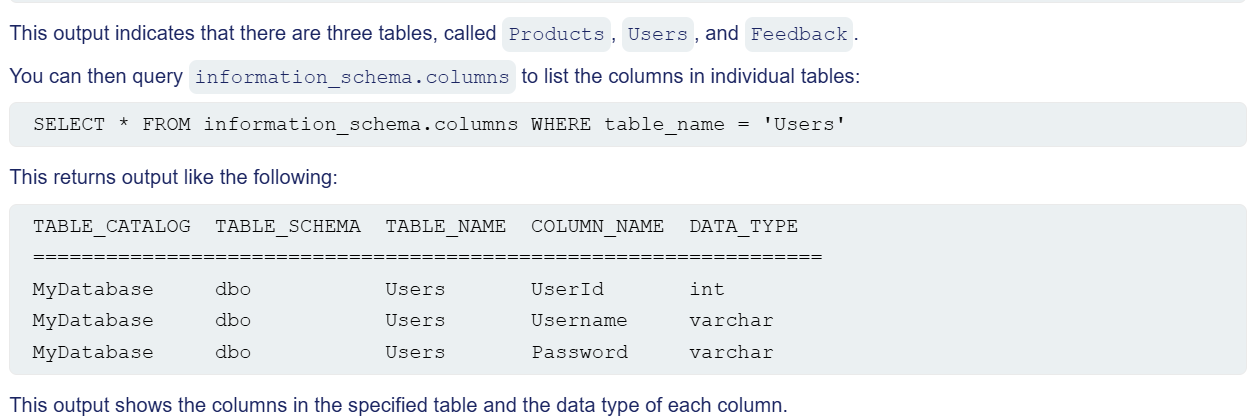 This output indicates that there are three tables, called Products, Users, and Feedback.
You can then query information_schema.columns to list the columns in individual tables:
SELECT * FROM information_schema.columns WHERE table_name = 'Users'
This returns output like the following:
TABLE_CATALOG  TABLE_SCHEMA  TABLE_NAME  COLUMN_NAME  DATA_TYPE
=================================================================
MyDatabase     dbo           Users       UserId       int
MyDatabase     dbo           Users       Username     varchar
MyDatabase     dbo           Users       Password     varchar
This output shows the columns in the specified table and the data type of each column.